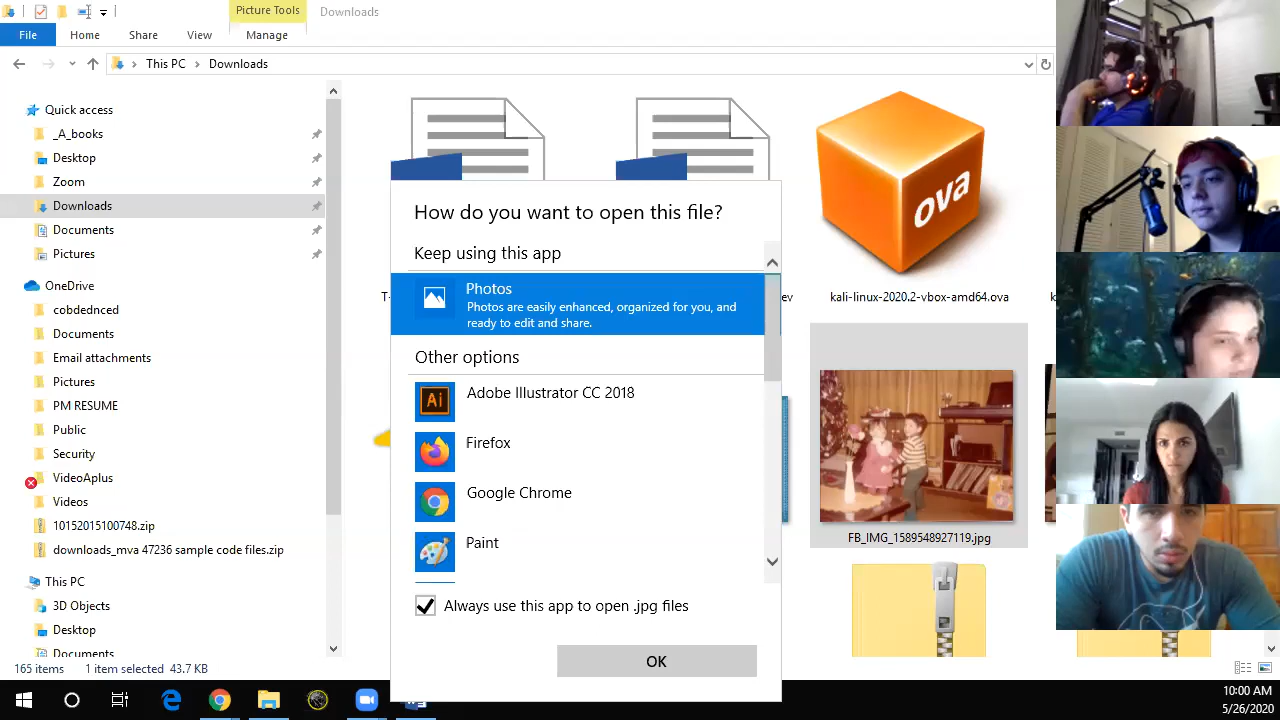 Picture Tools
Downloads
File
Home
Share
View
Manage
This PC
Downloads
Quick access
_A_books
Desktop
Zoom
Downloads
Documents
Pictures
OneDrive
cobdednced
Documents
Email attachments
Pictures
PM RESUME
Public
Security
VideoAplus
Videos
10152015100748.zip
downloads_mva 47236 sample code files.zip
This PC
3D Objects
Desktop
Documents
ova
T-
ev
kali-linux-2020.2-vbox-amd64.ova
FB_IMG_1589548927119.jpg
How do you want to open this file?
Keep using this app
Photos
Photos are easily enhanced, organized for you, and
ready to edit and share.
Other options
Ai
Adobe Illustrator CC 2018
Firefox
Google Chrome
Paint
Always use this app to open .jpg files
OK
165 items
1 item selected 43.7 KB
10:00 AM
5/26/2020